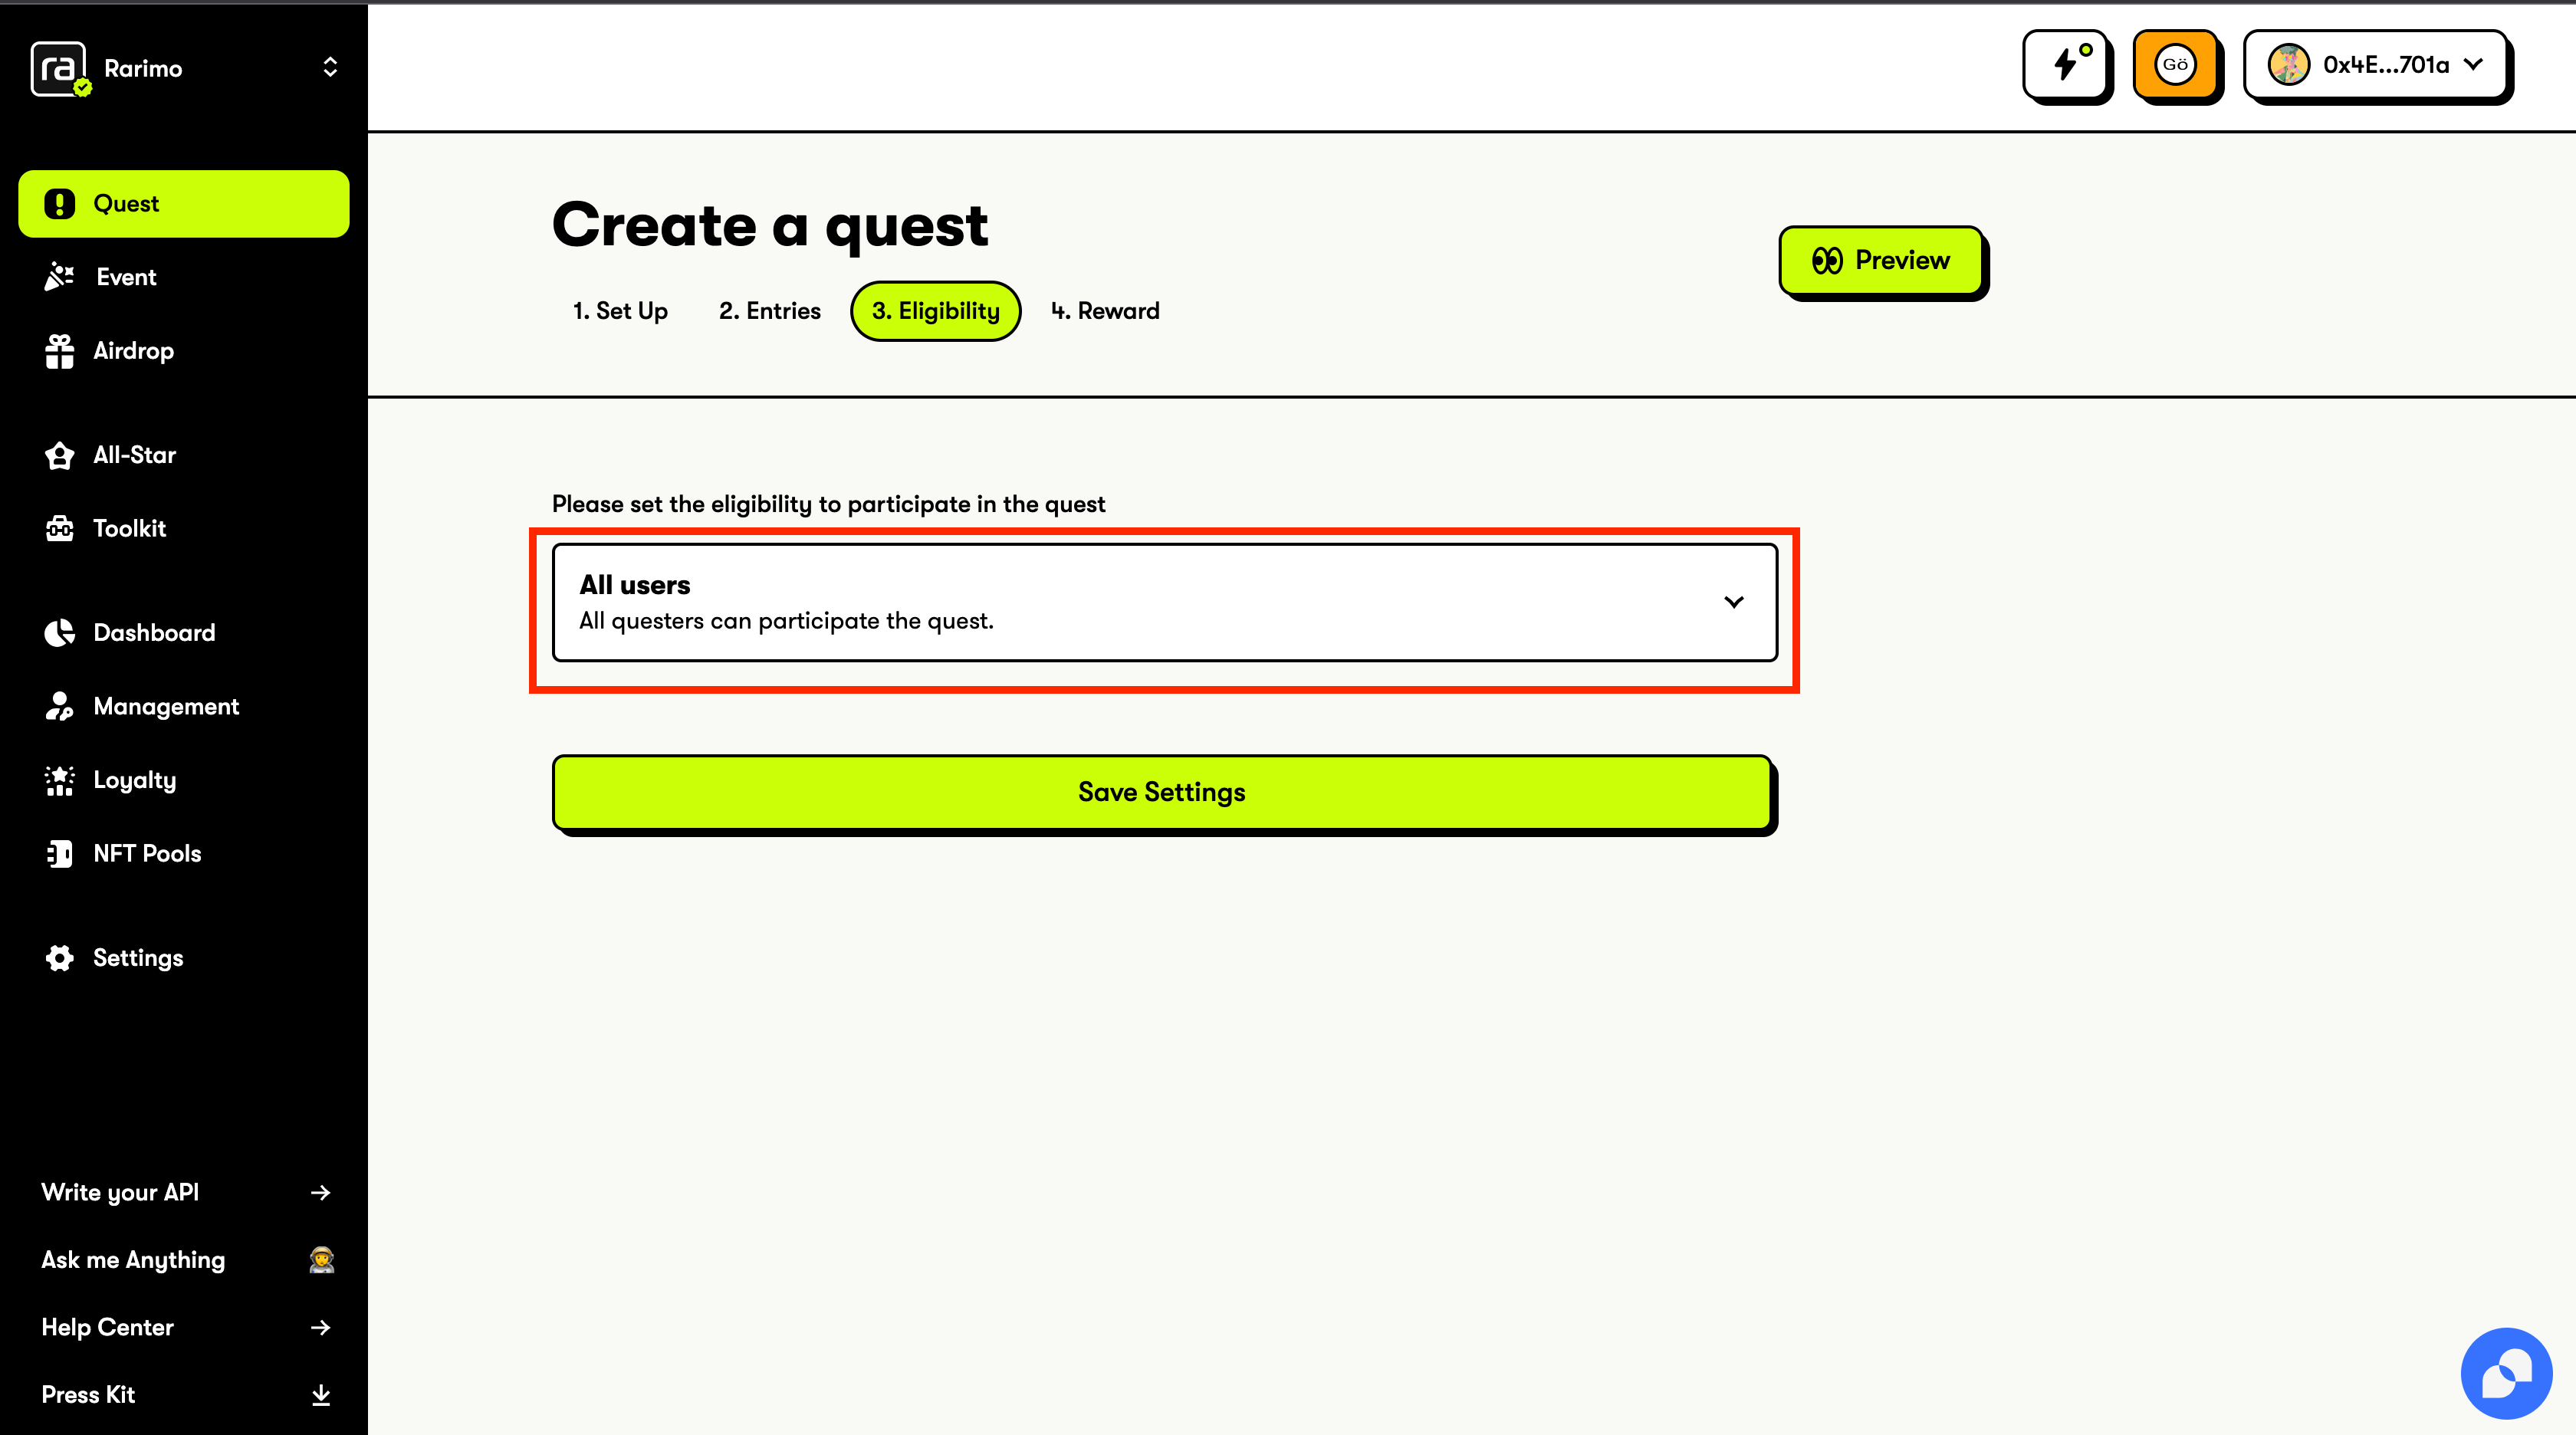 ra
Rarimo
Quest
Event
Airdrop
All-Star
Toolkit
Dashboard
Management
Loyalty
NFT Pools
Settings
Write your API
Ask me Anything
Help Center
Press Kit
Gö
0x4E...701a
Create a quest
1. Set Up
2. Entries
3. Eligibility
4. Reward
Preview
Please set the eligibility to participate in the quest
All users
All questers can participate the quest.
Save Settings